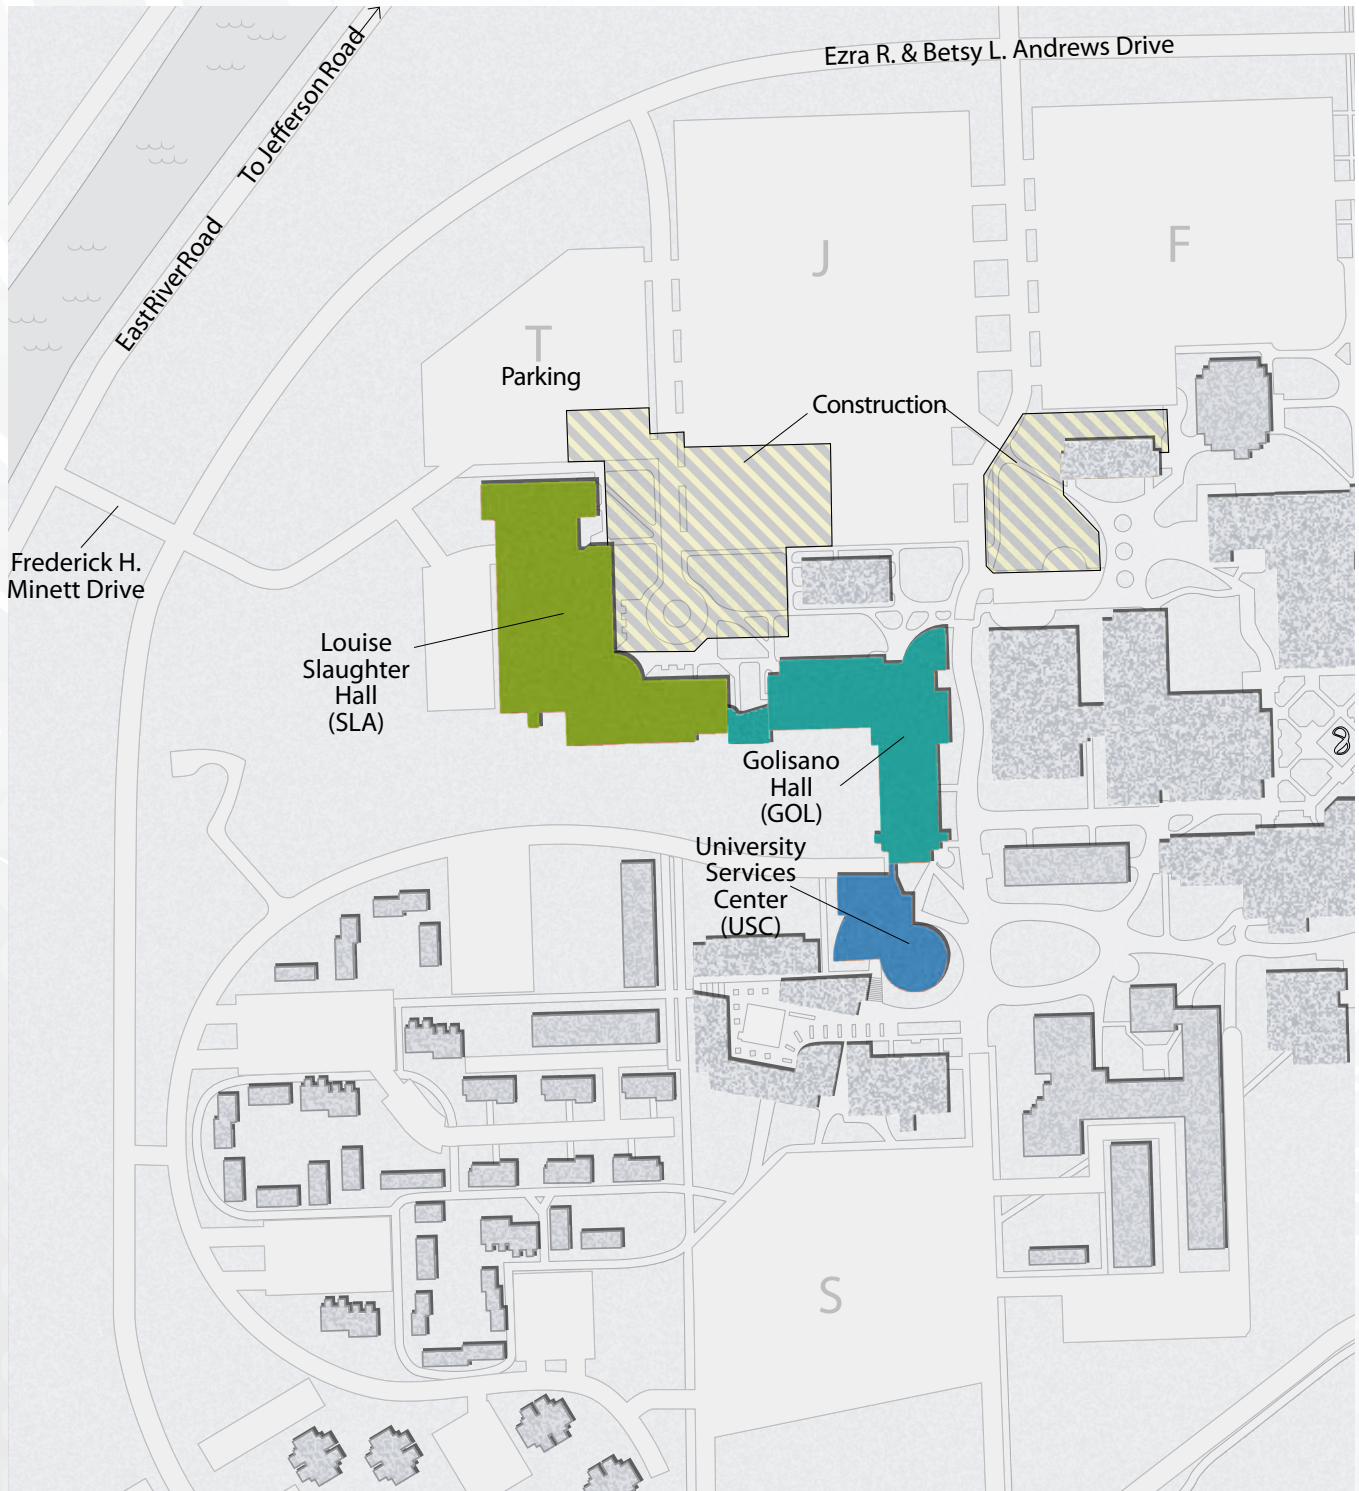 To Jefferson Road
Ezra R. & Betsy L. Andrews Drive
East River Road
J
F
T
Parking
Construction
Frederick H.
Minett Drive
Louise
Slaughter
Hall
(SLA)
Golisano
Hall
(GOL)
University
Services
Center
(USC)
S